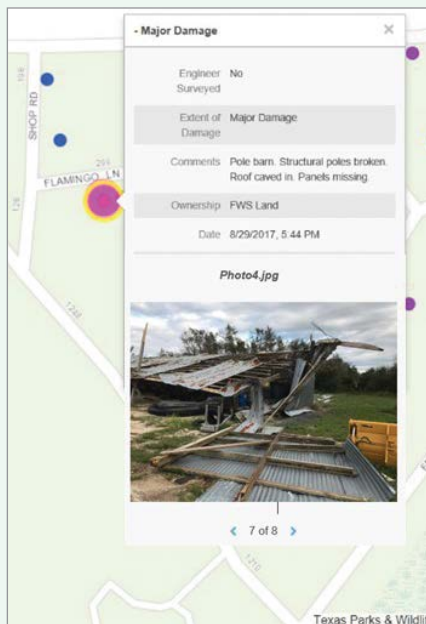 - Major Damage ×
Engineer Surveyed No
Extent of Damage Major Damage
Comments Pole barn. Structural poles broken.
Roof caved in. Panels missing.
Ownership FWS Land
Date 8/29/2017, 5:44 PM
Photo4.jpg
< 7 of 8 >
SHOP RD
FLAMINGO LN
1248
1210
Texas Parks & Wildli